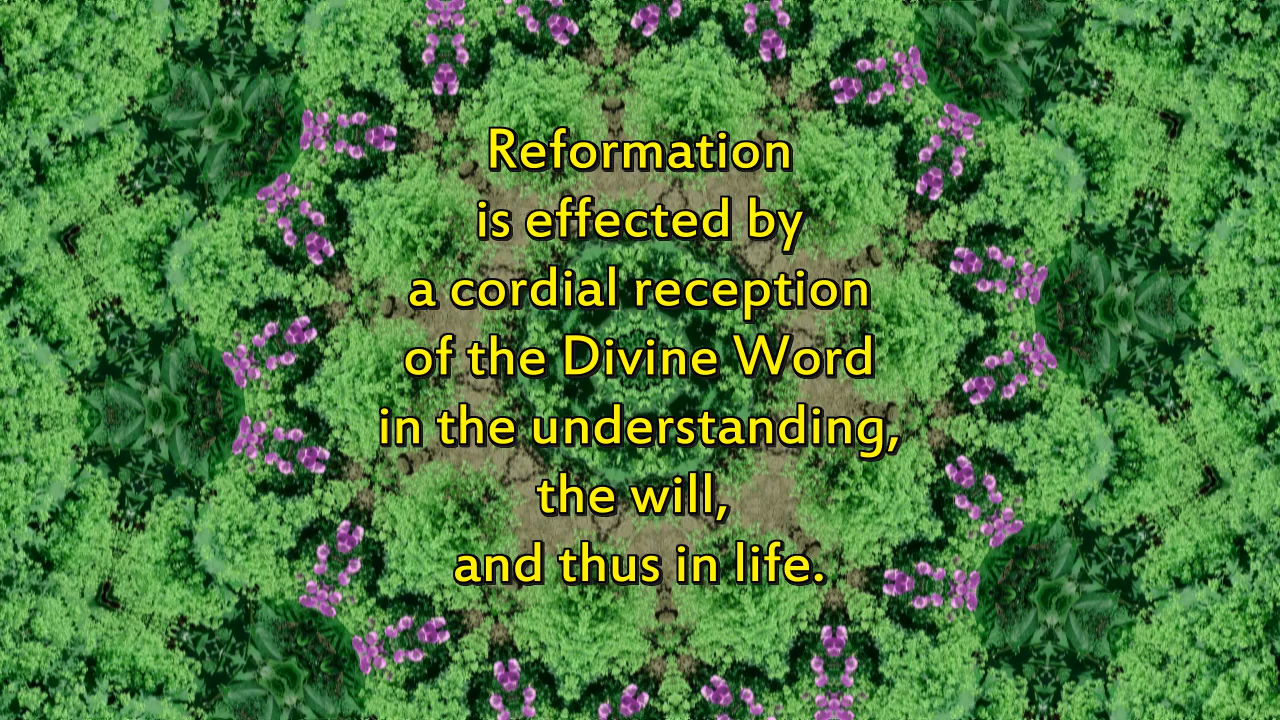 Reformation
is effected by
a cordial reception
of the Divine Word
in the understanding,
the will,
and thus in life.